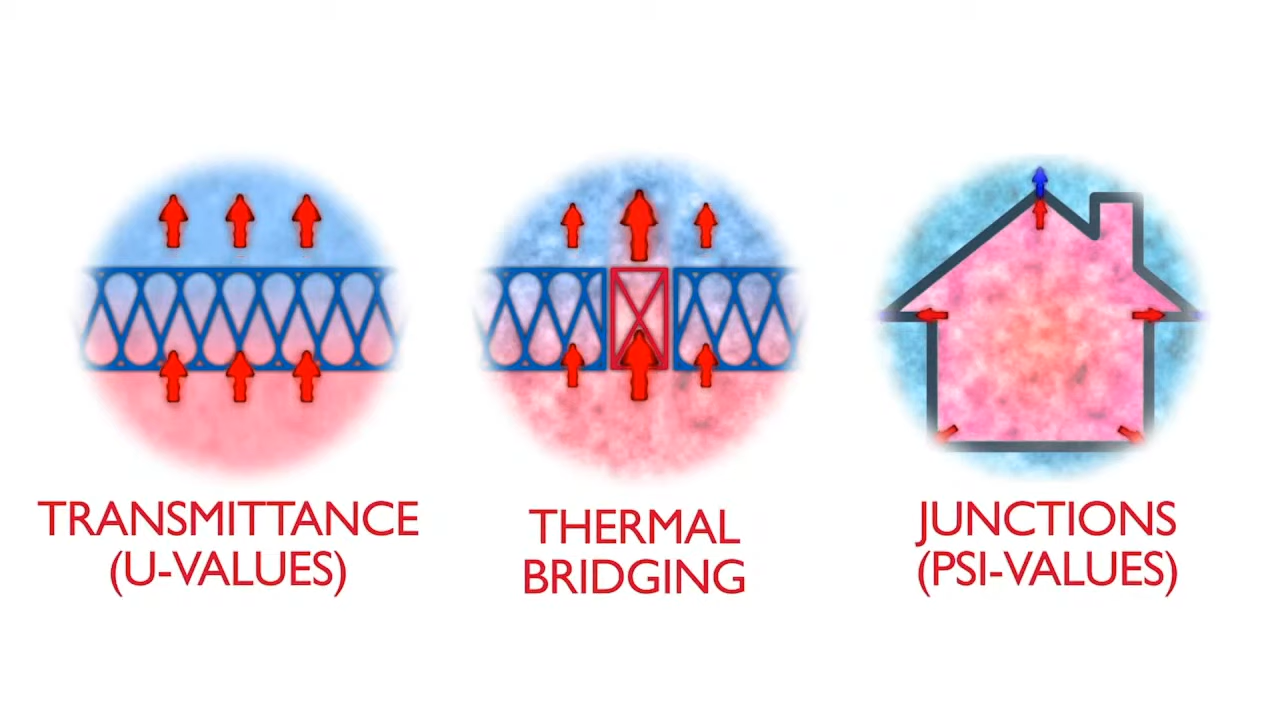 TRANSMITTANCE
(U-VALUES)
THERMAL
BRIDGING
JUNCTIONS
(PSI-VALUES)